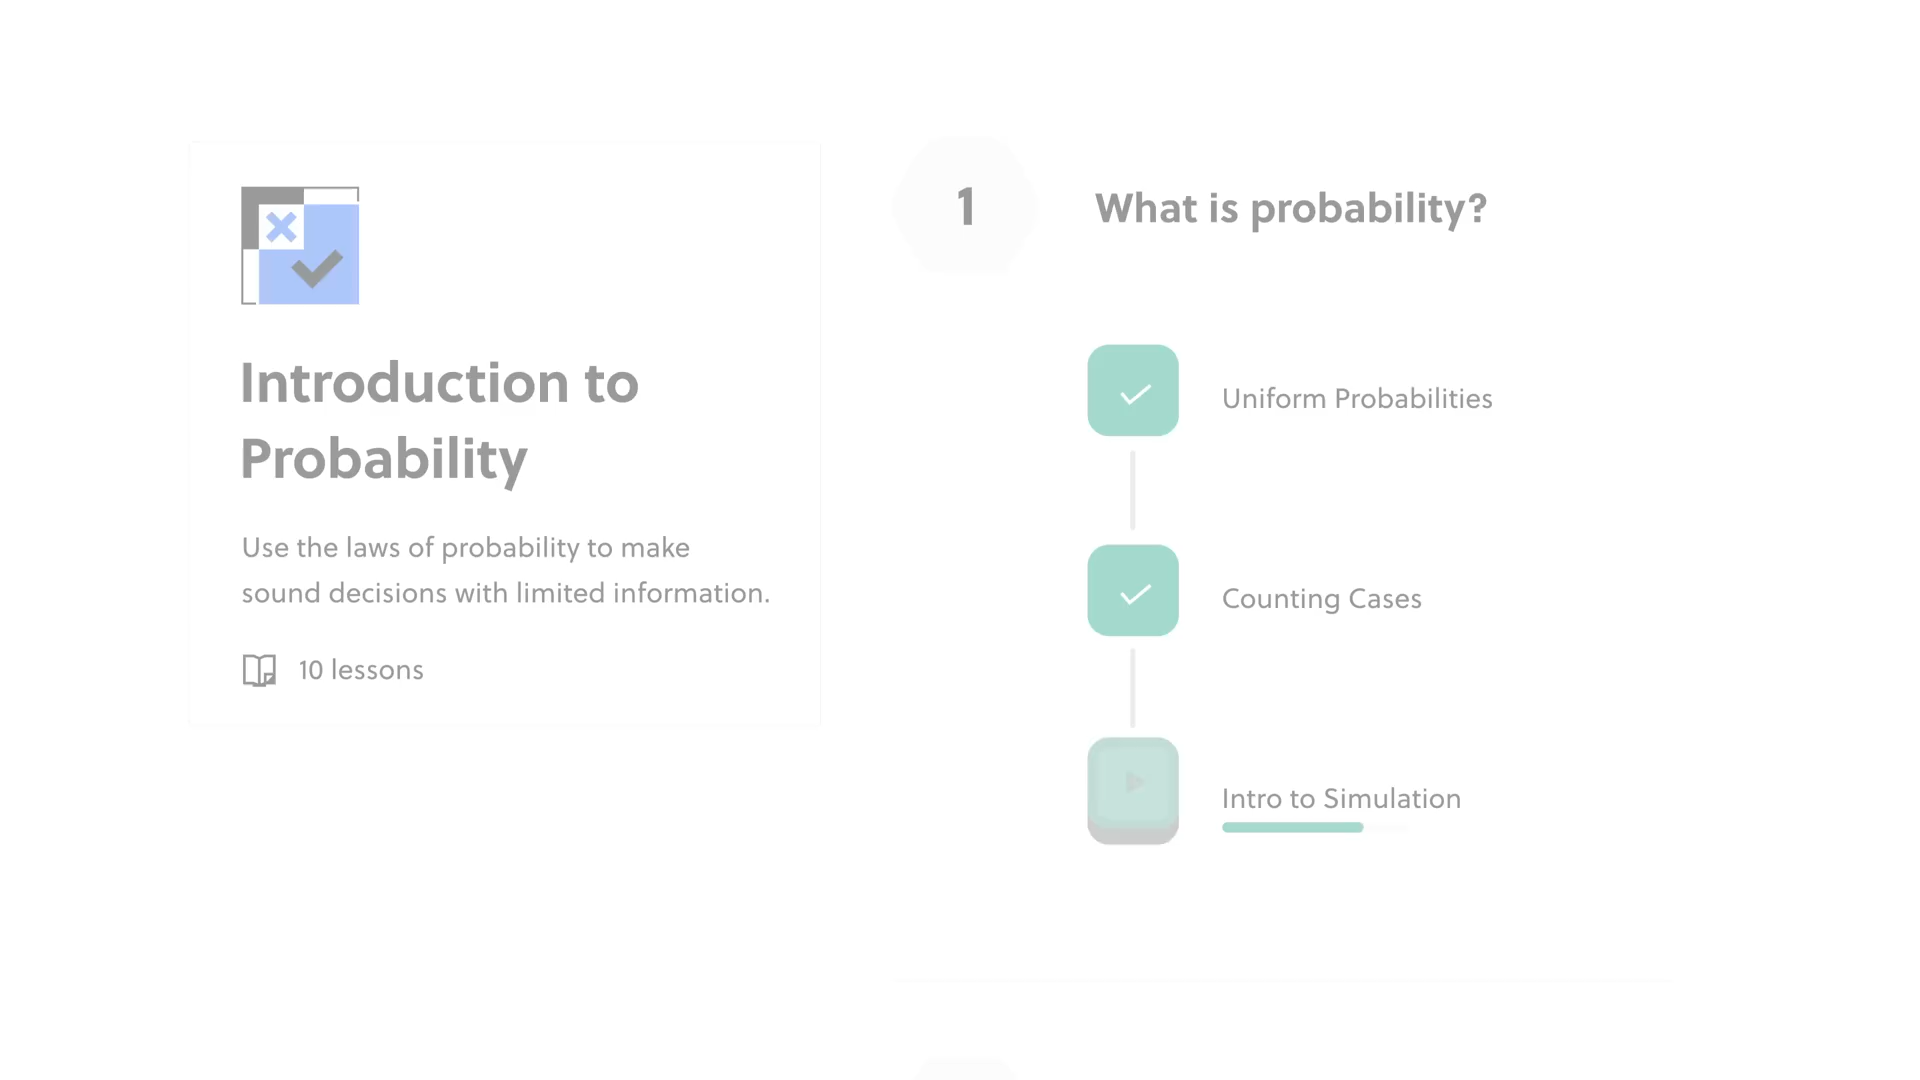 Introduction to
Probability
Use the laws of probability to make
sound decisions with limited information.
10 lessons
1
What is probability?
Uniform Probabilities
Counting Cases
Intro to Simulation